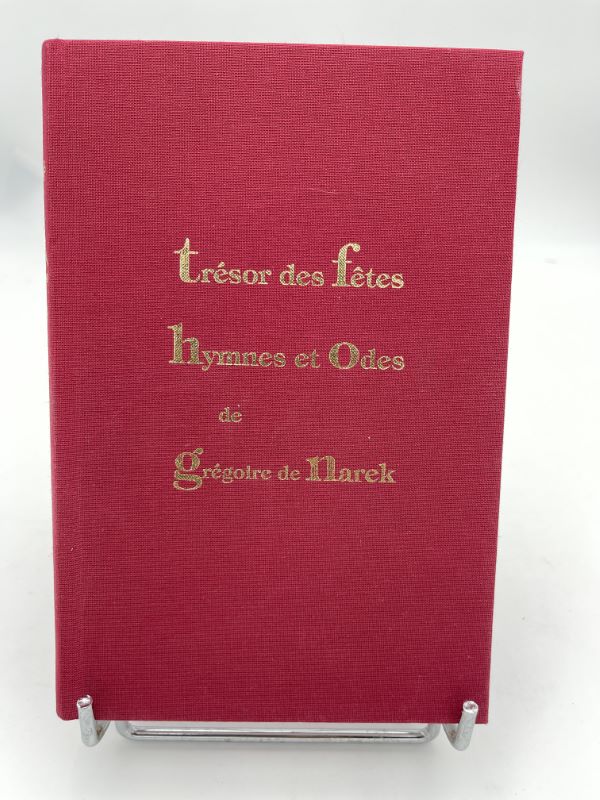 trésor des fêtes
hymnes et Odes
de
grégoire de Narek